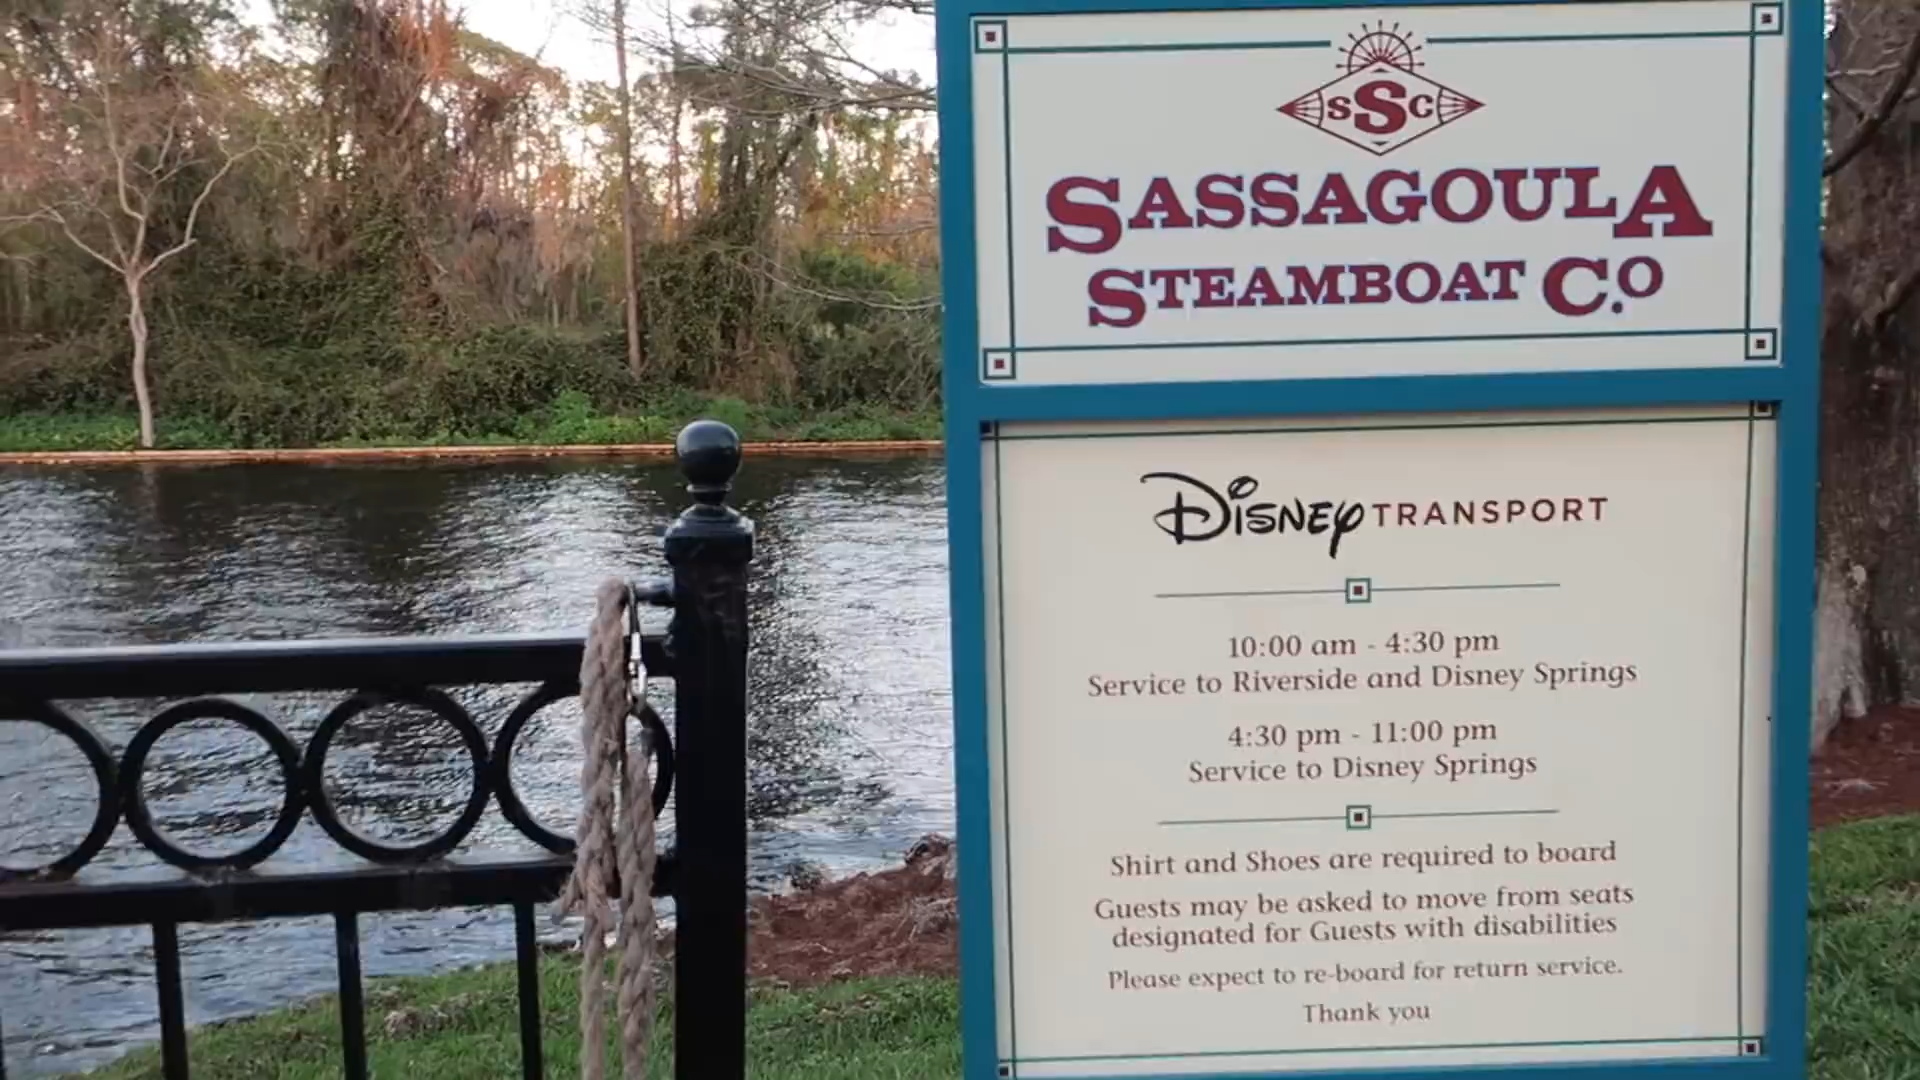 SSC
SASSAGOULA
STEAMBOAT Co.
Disney TRANSPORT
10:00 am - 4:30 pm
Service to Riverside and Disney Springs
4:30 pm - 11:00 pm
Service to Disney Springs
Shirt and Shoes are required to board
Guests may be asked to move from seats
designated for Guests with disabilities
Please expect to re-board for return service.
Thank you